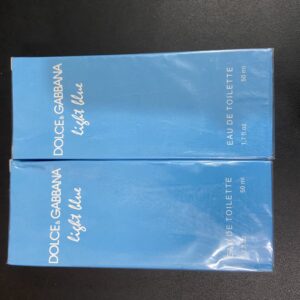 DOLCE&GABBANA
light blue
EAU DE TOILETTE
50 ml
1.7 fl.oz
DOLCE&GABBANA
light blue
EAU DE TOILETTE
50 ml